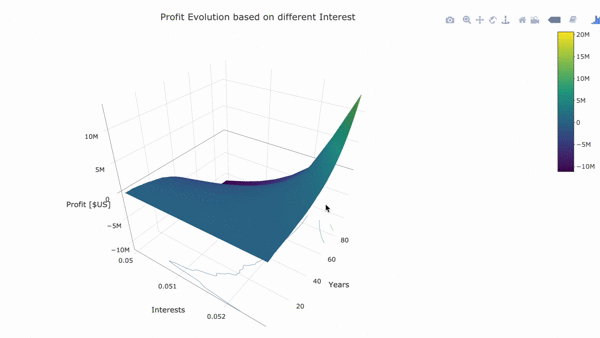 Profit Evolution based on different Interest
20M
15M
10M
5M
0
−5M
−10M
10M
5M
0
Profit [$US]
−5M
−10M
0.05
0.051
0.052
Interests
80
60
40
20
Years